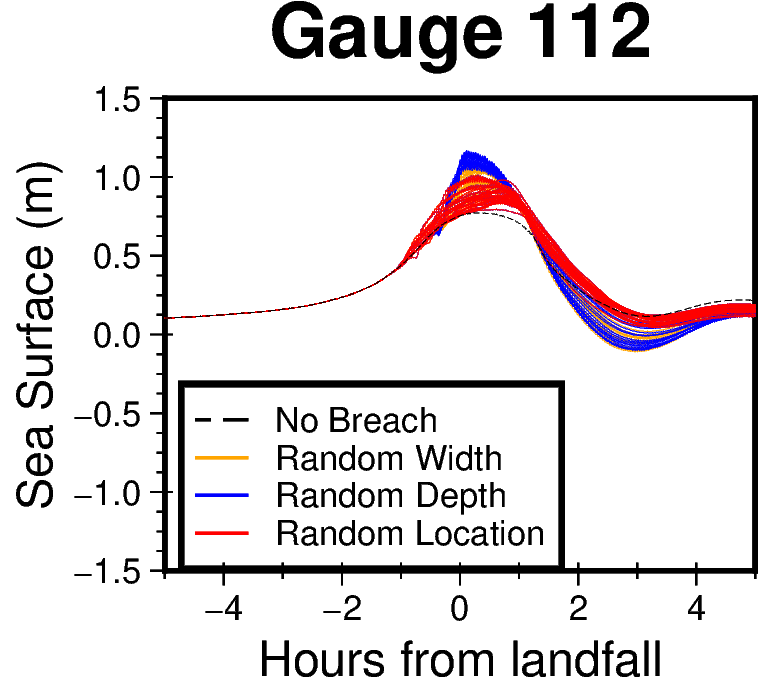 Gauge 112
Sea Surface (m)
1.5
1.0
0.5
0.0
−0.5
−1.0
−1.5
No Breach
Random Width
Random Depth
Random Location
−4 −2 0 2 4
Hours from landfall